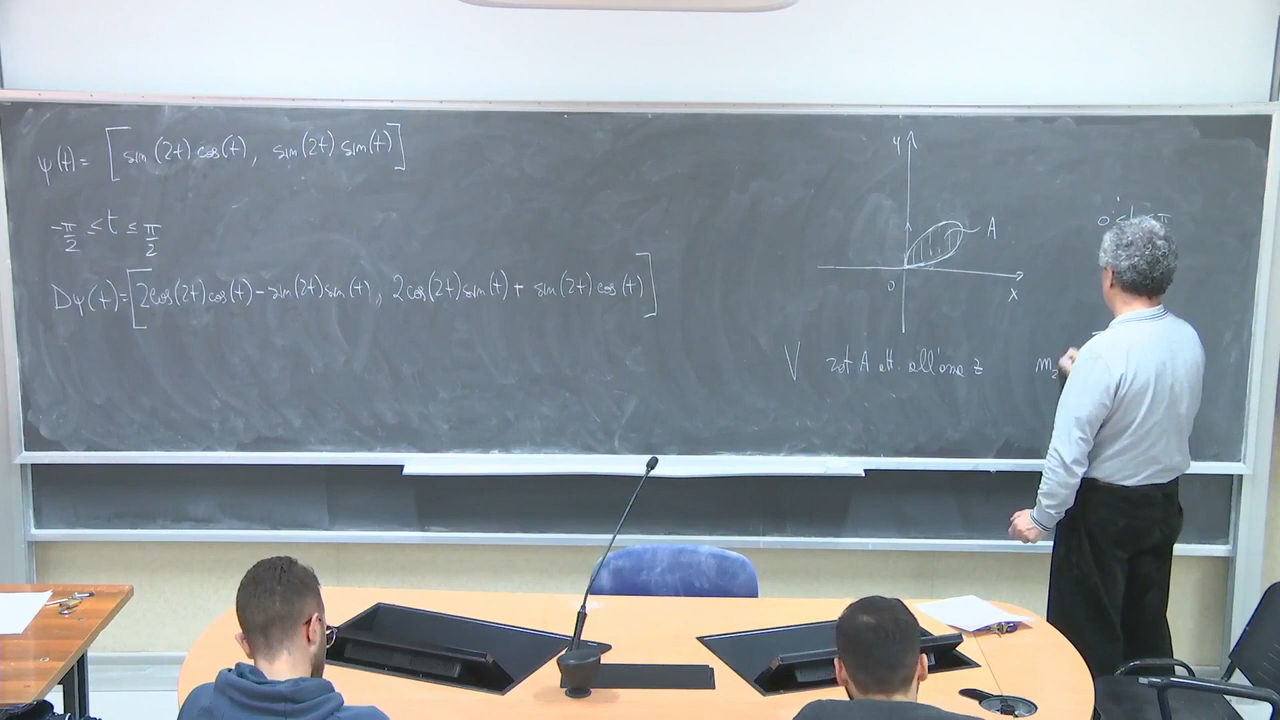 ψ(t) = [sin(2t)cos(t), sin(2t)sin(t)]
-π/2 ≤ t ≤ π/2
Dψ(t) = [2cos(2t)cos(t) - sin(2t)sin(t), 2cos(2t)sin(t) + sin(2t)cos(t)]
y
A
0
x
V rot A att. all'asse z
m